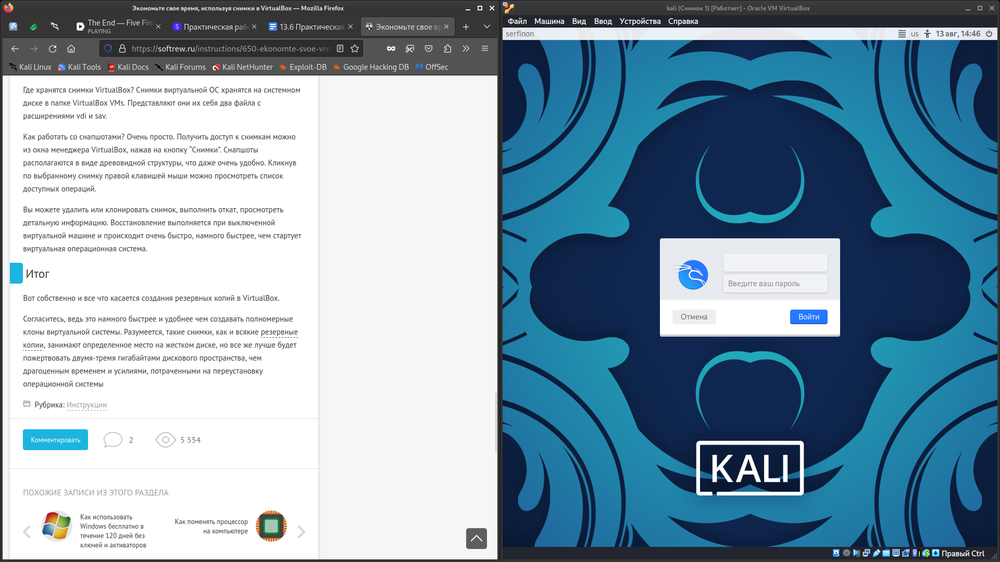 Экономьте свое время, используя снимки в VirtualBox — Mozilla Firefox
The End — Five Fin
PLAYING
Практическая раб
13.6 Практическая
Экономьте свое вр
https://softrew.ru/instructions/650-ekonomte-svoe-vre
Kali Linux
Kali Tools
Kali Docs
Kali Forums
Kali NetHunter
Exploit-DB
Google Hacking DB
OffSec
Где хранятся снимки VirtualBox? Снимки виртуальной ОС хранятся на системном
диске в папке VirtualBox VMs. Представляют они их себя два файла с
расширениями vdi и sav.
Как работать со снапшотами? Очень просто. Получить доступ к снимкам можно
из окна менеджера VirtualBox, нажав на кнопку “Снимки”. Снапшоты
располагаются в виде древовидной структуры, что даже очень удобно. Кликнув
по выбранному снимку правой клавишей мыши можно просмотреть список
доступных операций.
Вы можете удалить или клонировать снимок, выполнить откат, просмотреть
детальную информацию. Восстановление выполняется при выключенной
виртуальной машине и происходит очень быстро, намного быстрее, чем стартует
виртуальная операционная система.
Итог
Вот собственно и все что касается создания резервных копий в VirtualBox.
Согласитесь, ведь это намного быстрее и удобнее чем создавать полномерные
клоны виртуальной системы. Разумеется, такие снимки, как и всякие резервные
копии, занимают определенное место на жестком диске, но все же лучше будет
пожертвовать двумя-тремя гигабайтами дискового пространства, чем
драгоценным временем и усилиями, потраченными на переустановку
операционной системы
Рубрика: Инструкции
Комментировать
2
5 554
ПОХОЖИЕ ЗАПИСИ ИЗ ЭТОГО РАЗДЕЛА
Как использовать
Windows бесплатно в
течение 120 дней без
ключей и активаторов
Как поменять процессор
на компьютере
kali (Снимок 1) [Работает] - Oracle VM VirtualBox
Файл
Машина
Вид
Ввод
Устройства
Справка
serfinon
us
13 авг, 14:46
Введите ваш пароль
Отмена
Войти
KALI
Правый Ctrl